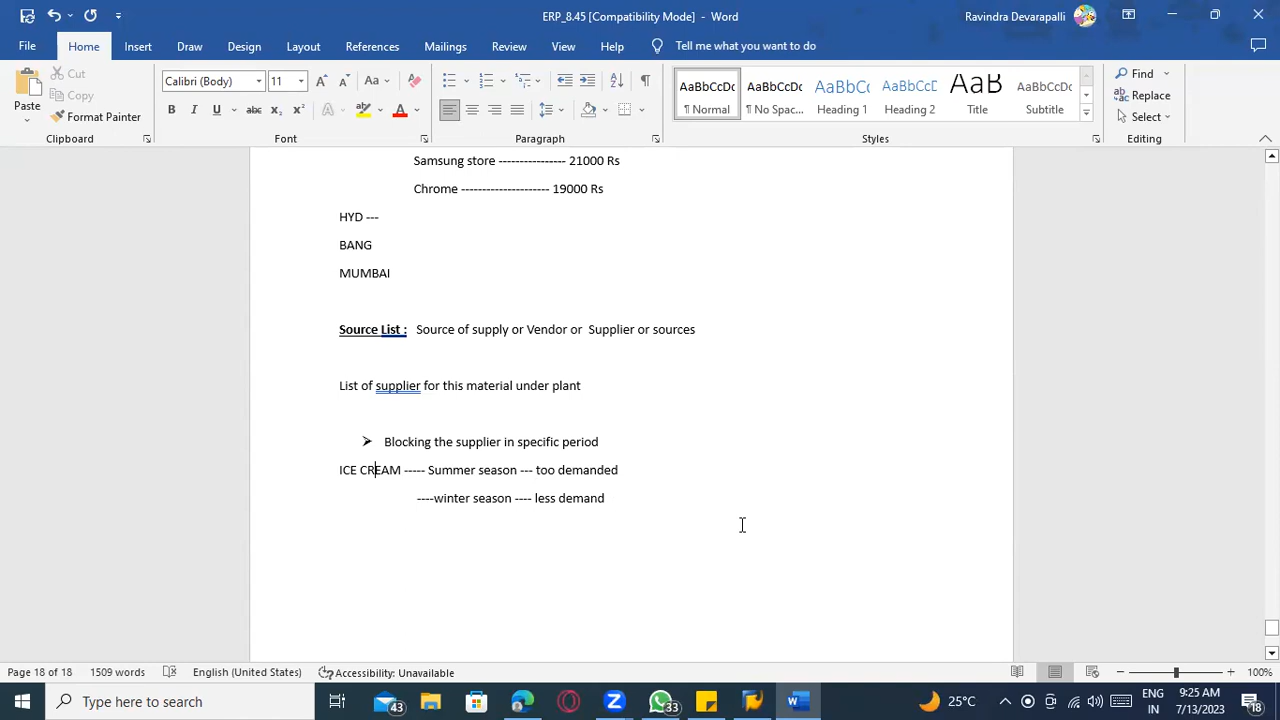 ERP_8.45 [Compatibility Mode] - Word
Ravindra Devarapalli
File Home Insert Draw Design Layout References Mailings Review View Help Tell me what you want to do
Paste
Cut
Copy
Format Painter
Clipboard
Calibri (Body) 11
Font
Paragraph
AaBbCcDc AaBbCcDc AaBbCc AaBbCcC AaB AaBbCcD
¶ Normal ¶ No Spac... Heading 1 Heading 2 Title Subtitle
Styles
Find
Replace
Select
Editing
Samsung store ---------------- 21000 Rs
Chrome --------------------- 19000 Rs
HYD ---
BANG
MUMBAI
Source List : Source of supply or Vendor or Supplier or sources
List of supplier for this material under plant
➢ Blocking the supplier in specific period
ICE CREAM ----- Summer season --- too demanded
----winter season ---- less demand
Page 18 of 18 1509 words English (United States) Accessibility: Unavailable 100%
Type here to search
43
33
25°C
ENG
IN
9:25 AM
7/13/2023
18